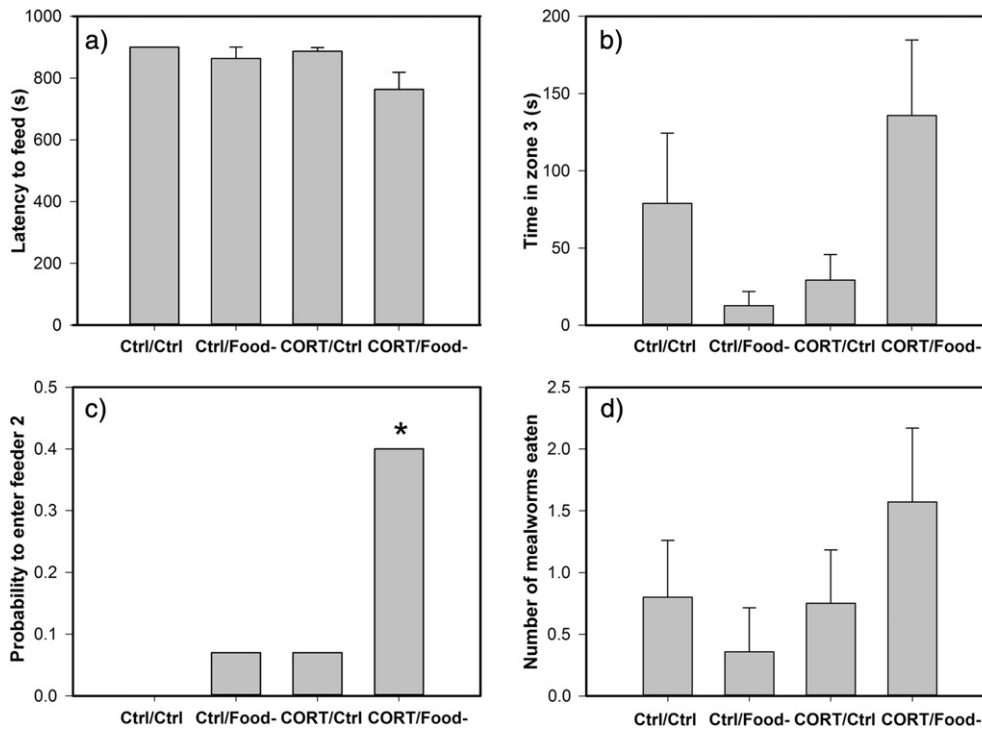 a)
Latency to feed (s)
1000
800
600
400
200
0
Ctrl/Ctrl Ctrl/Food- CORT/Ctrl CORT/Food-
b)
Time in zone 3 (s)
200
150
100
50
0
Ctrl/Ctrl Ctrl/Food- CORT/Ctrl CORT/Food-
c)
Probability to enter feeder 2
0.5
0.4
0.3
0.2
0.1
0.0
*
Ctrl/Ctrl Ctrl/Food- CORT/Ctrl CORT/Food-
d)
Number of mealworms eaten
2.5
2.0
1.5
1.0
0.5
0.0
Ctrl/Ctrl Ctrl/Food- CORT/Ctrl CORT/Food-